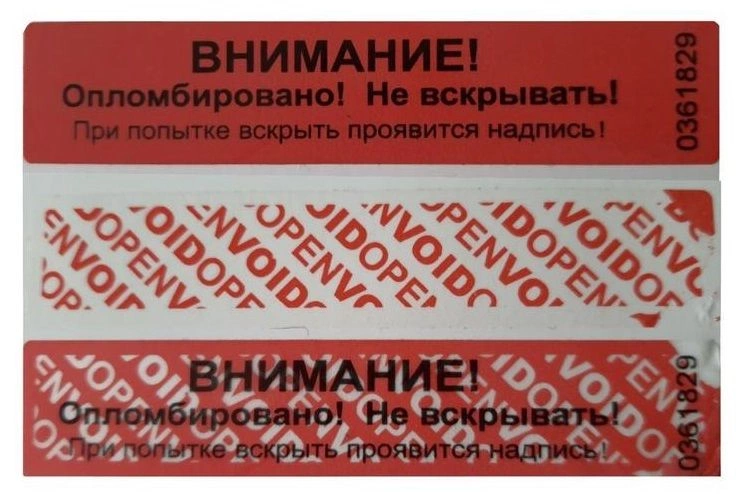 ВНИМАНИЕ!
Опломбировано! Не вскрывать!
При попытке вскрыть проявится надпись!
0361829
ENVOIDOPENVOIDOPENVOIDOPENVOIDOPEN
ВНИМАНИЕ!
Опломбировано! Не вскрывать!
При попытке вскрыть проявится надпись!
0361829